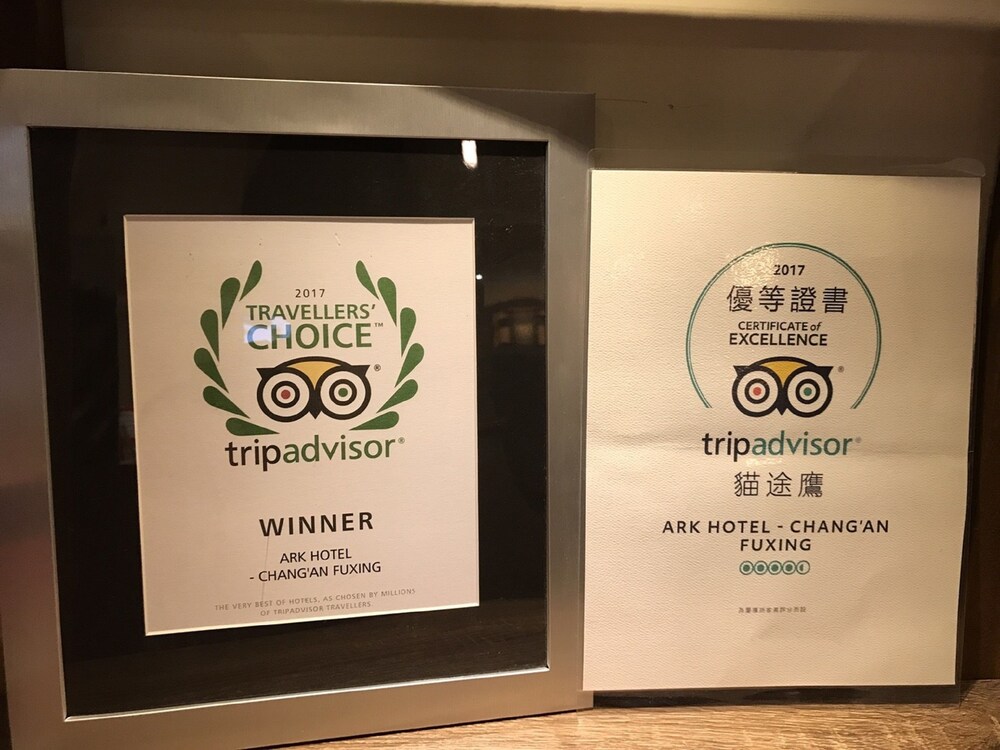 2017
TRAVELLERS'
CHOICE™
tripadvisor®
WINNER
ARK HOTEL
- CHANG'AN FUXING
THE VERY BEST OF HOTELS, AS CHOSEN BY MILLIONS
OF TRIPADVISOR TRAVELLERS.
2017
優等證書
CERTIFICATE of
EXCELLENCE
tripadvisor®
貓途鷹
ARK HOTEL - CHANG'AN
FUXING